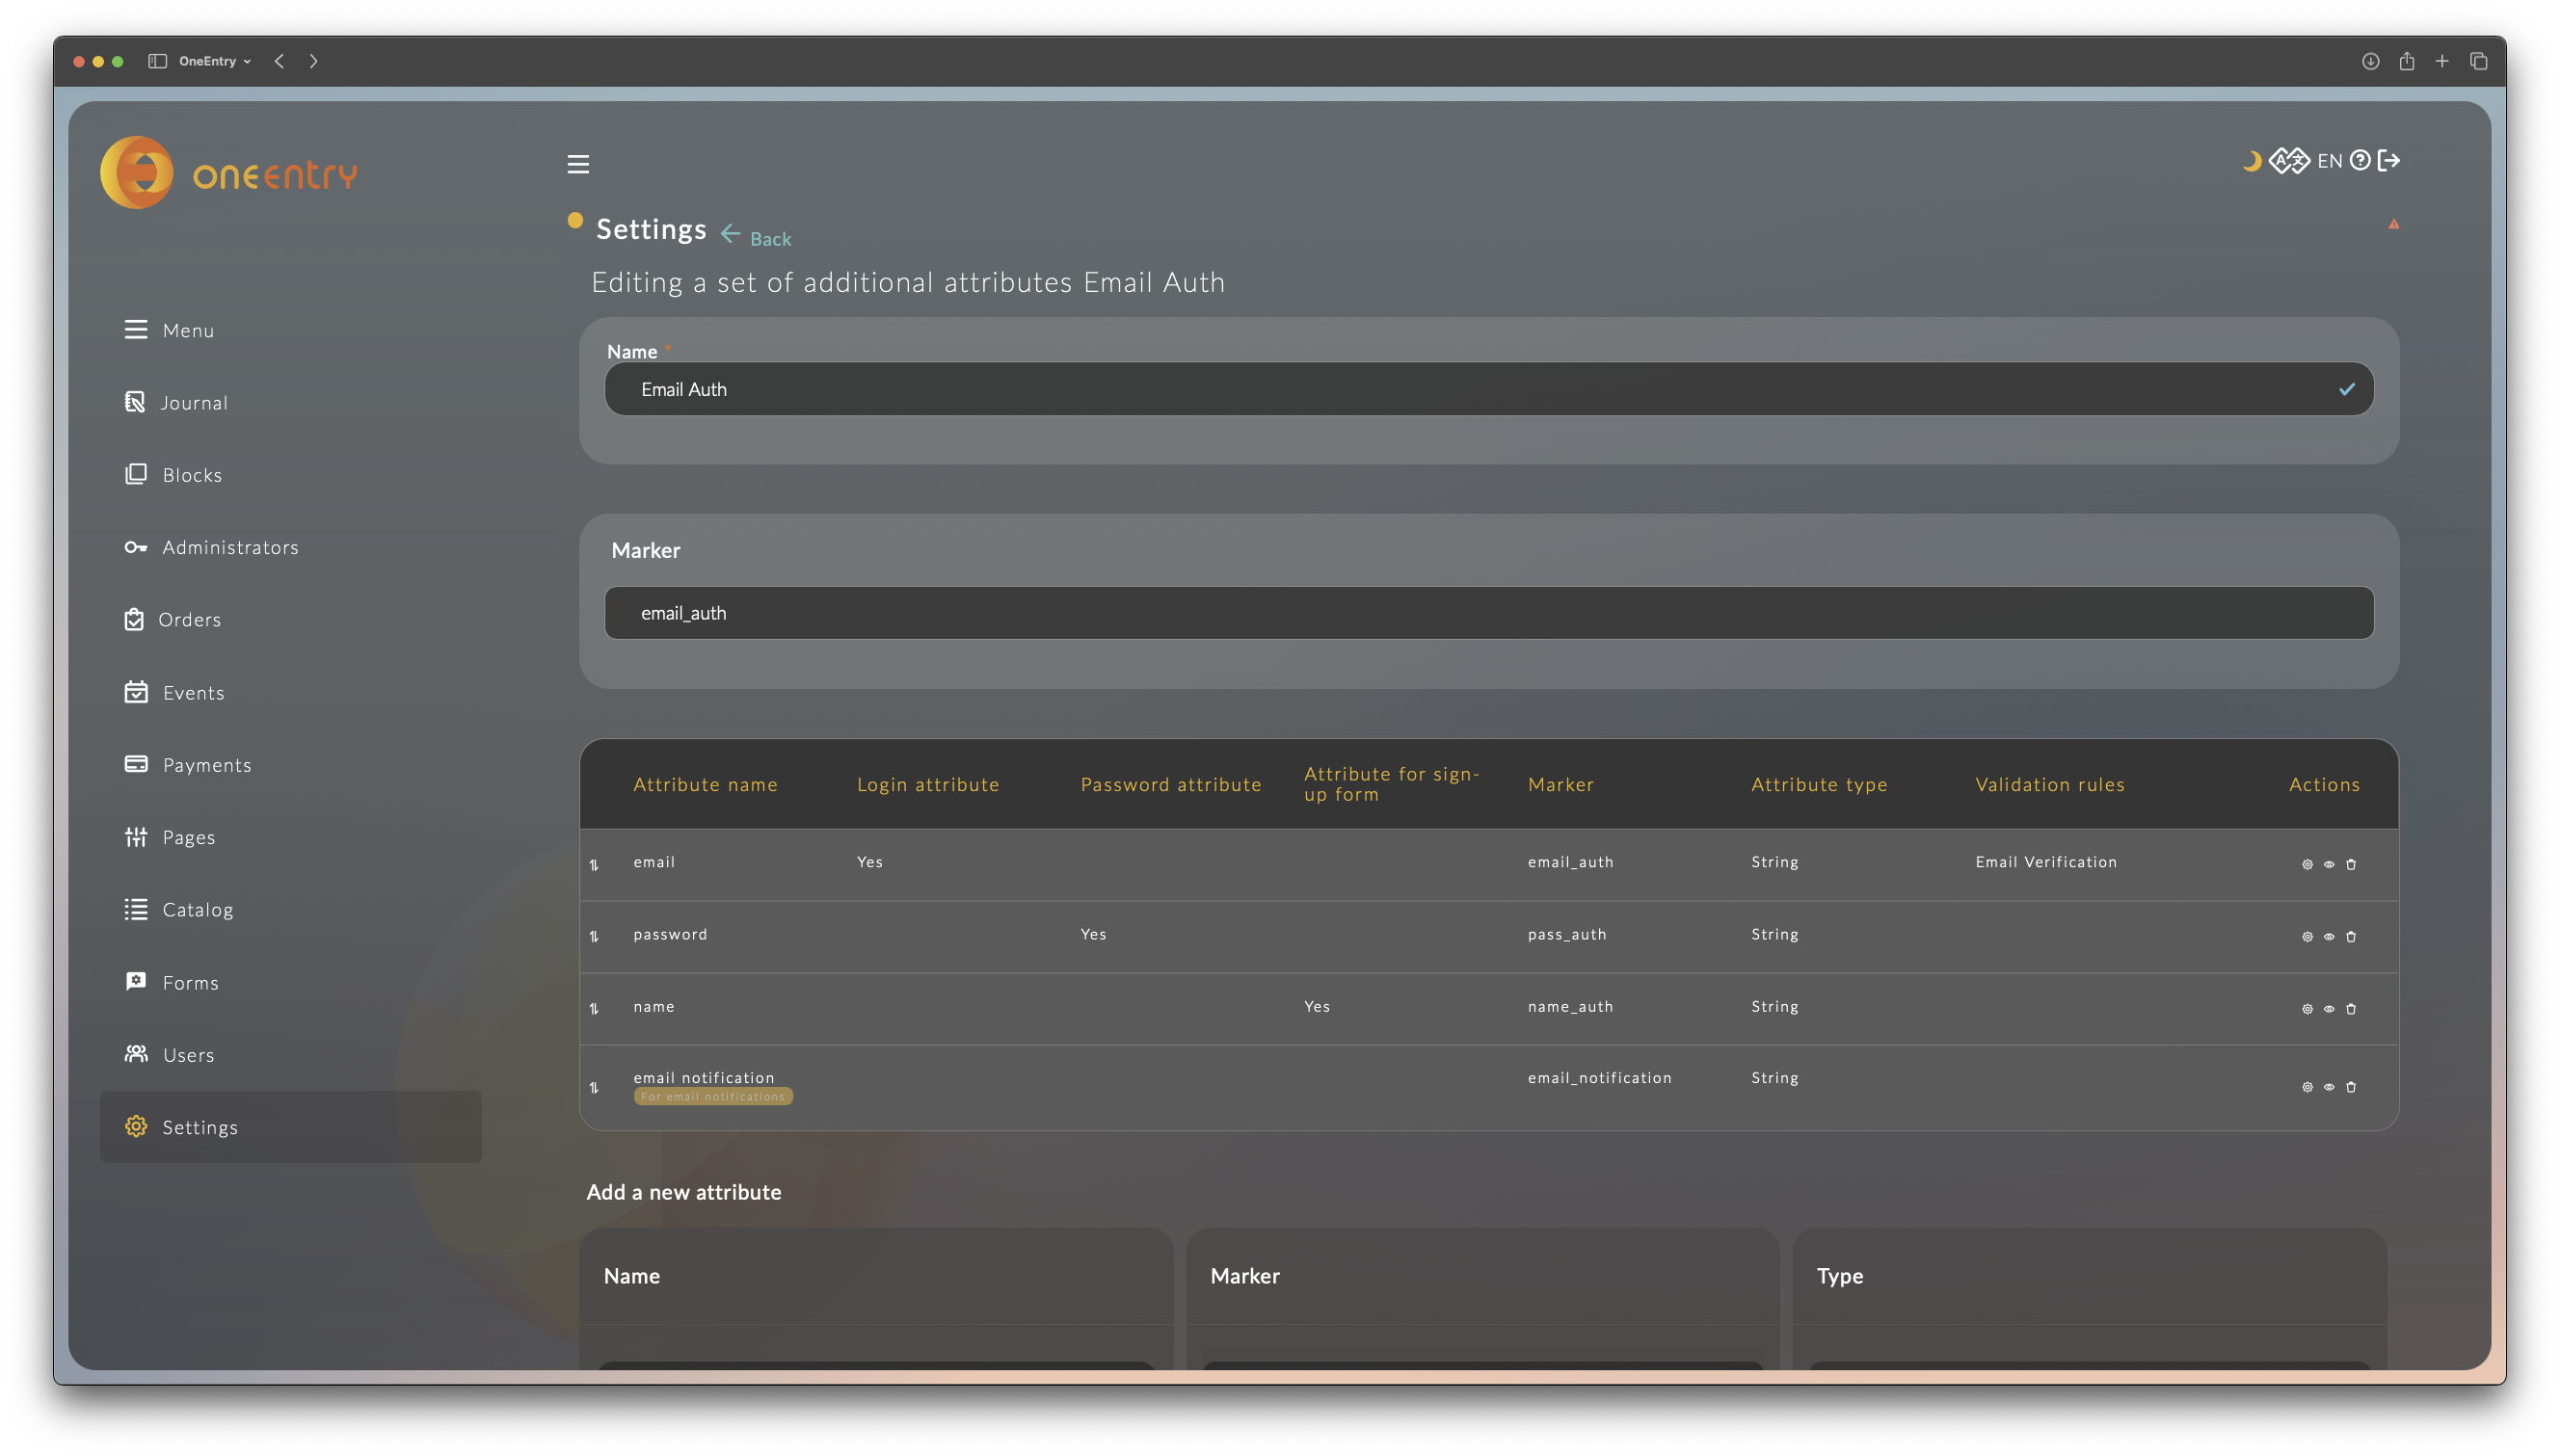 OneEntry
oneentry
EN
Settings
Back
Editing a set of additional attributes Email Auth
Menu
Journal
Blocks
Administrators
Orders
Events
Payments
Pages
Catalog
Forms
Users
Settings
Name *
Email Auth
Marker
email_auth
Attribute name Login attribute Password attribute Attribute for sign-up form Marker Attribute type Validation rules Actions
email Yes email_auth String Email Verification
password Yes pass_auth String
name Yes name_auth String
email notification email_notification String
For email notifications
Add a new attribute
Name Marker Type